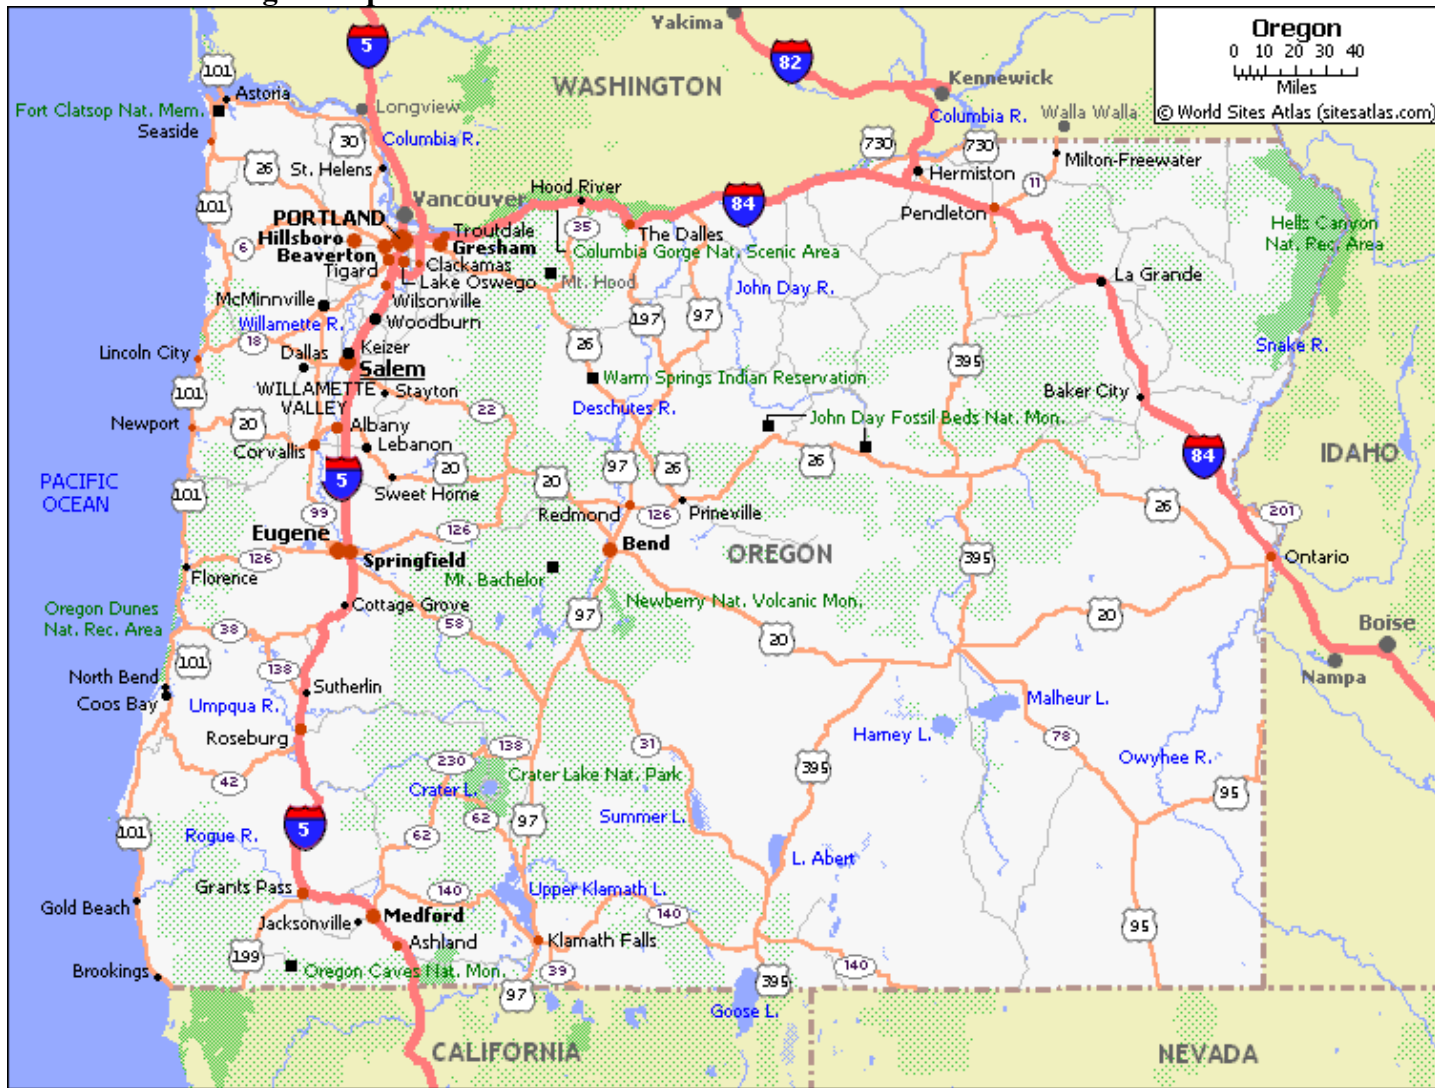 Yakima
Oregon
0 10 20 30 40
Miles
© World Sites Atlas (sitesatlas.com)
5
82
WASHINGTON
Kennewick
101
Astoria
Longview
Fort Clatsop Nat. Mem.
Seaside
Columbia R.
Columbia R.
Walla Walla
30
730
730
26
St. Helens
Milton-Freewater
Hermiston
11
Vancouver
Hood River
84
101
Pendleton
PORTLAND
Troutdale
35
The Dalles
Hells Canyon
Nat. Rec. Area
6
Hillsboro
Gresham
Beaverton
Columbia Gorge Nat. Scenic Area
Tigard
Clackamas
Lake Oswego
Mt. Hood
La Grande
John Day R.
McMinnville
Wilsonville
Willamette R.
Woodburn
197
97
18
26
Snake R.
Lincoln City
Dallas
Keizer
Salem
395
Warm Springs Indian Reservation
101
WILLAMETTE
VALLEY
Stayton
Baker City
22
Deschutes R.
John Day Fossil Beds Nat. Mon.
Newport
20
Albany
Corvallis
Lebanon
84
IDAHO
5
20
97
26
26
20
PACIFIC
OCEAN
101
Sweet Home
99
Redmond
126
Prineville
26
201
Eugene
126
126
Springfield
Bend
OREGON
395
Ontario
Florence
Mt. Bachelor
Oregon Dunes
Nat. Rec. Area
Cottage Grove
Newberry Nat. Volcanic Mon.
97
20
20
38
58
Boise
101
138
Nampa
North Bend
Coos Bay
Sutherlin
Umpqua R.
Malheur L.
Roseburg
138
31
Harney L.
78
230
Owyhee R.
42
Crater Lake Nat. Park
395
Crater L.
95
62
97
Summer L.
101
Rogue R.
5
62
L. Abert
Grants Pass
140
Upper Klamath L.
Gold Beach
Medford
140
Jacksonville
95
Ashland
Klamath Falls
199
Brookings
Oregon Caves Nat. Mon.
39
140
97
395
Goose L.
CALIFORNIA
NEVADA